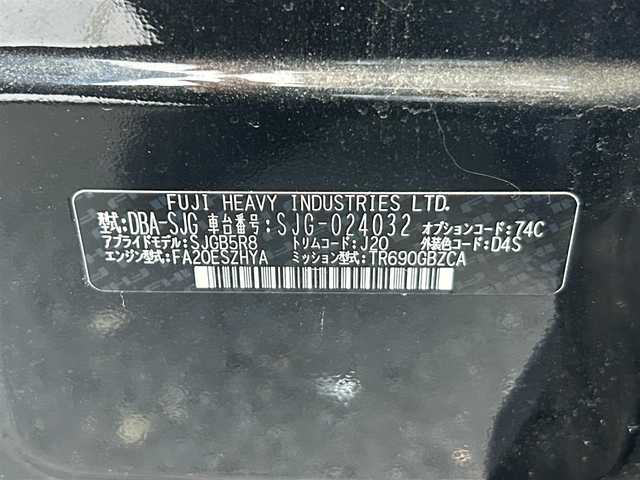 FUJI HEAVY INDUSTRIES LTD.
型式:DBA-SJG 車台番号:SJG-024032 オプションコード:74C
アプライドモデル:SJGB5R8 トリムコード:J20 外装色コード:D4S
エンジン型式:FA20ESZHYA ミッション型式:TR690GBZCA